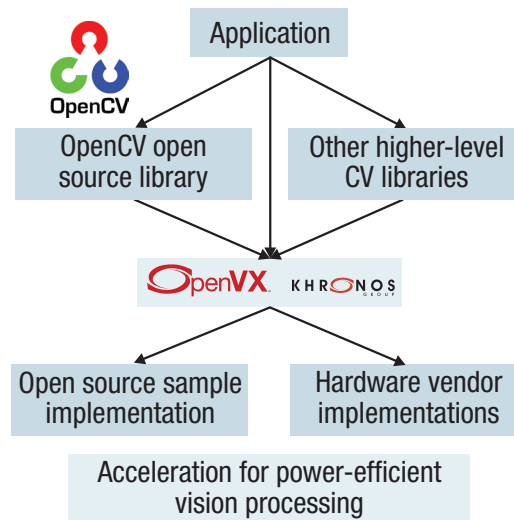 Application
OpenCV
OpenCV open
source library
Other higher-level
CV libraries
OpenVX™
KHRONOS
GROUP
Open source sample
implementation
Hardware vendor
implementations
Acceleration for power-efficient
vision processing